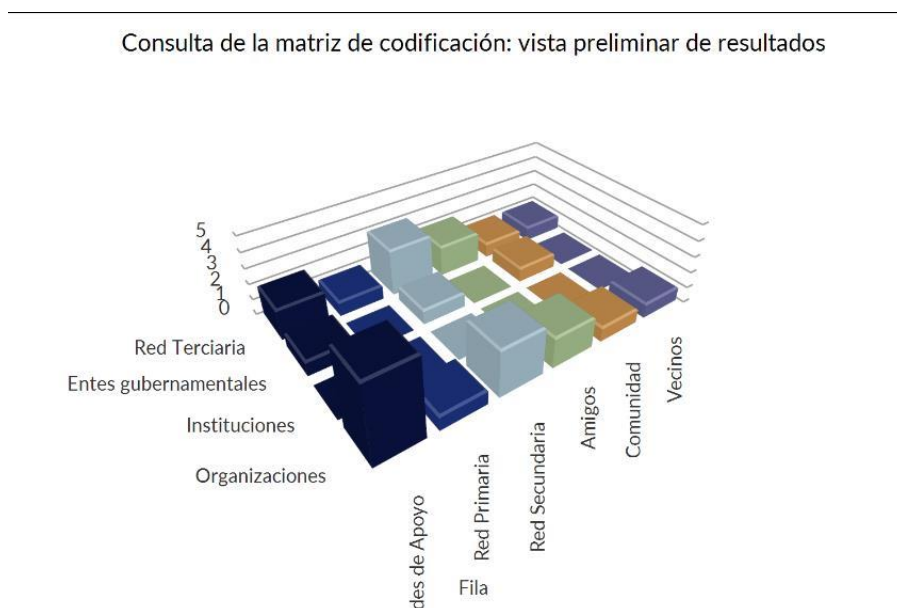 Consulta de la matriz de codificación: vista preliminar de resultados
5
4
3
2
1
0
Red Terciaria
Entes gubernamentales
Instituciones
Organizaciones
des de Apoyo
Red Primaria
Red Secundaria
Amigos
Comunidad
Vecinos
Fila